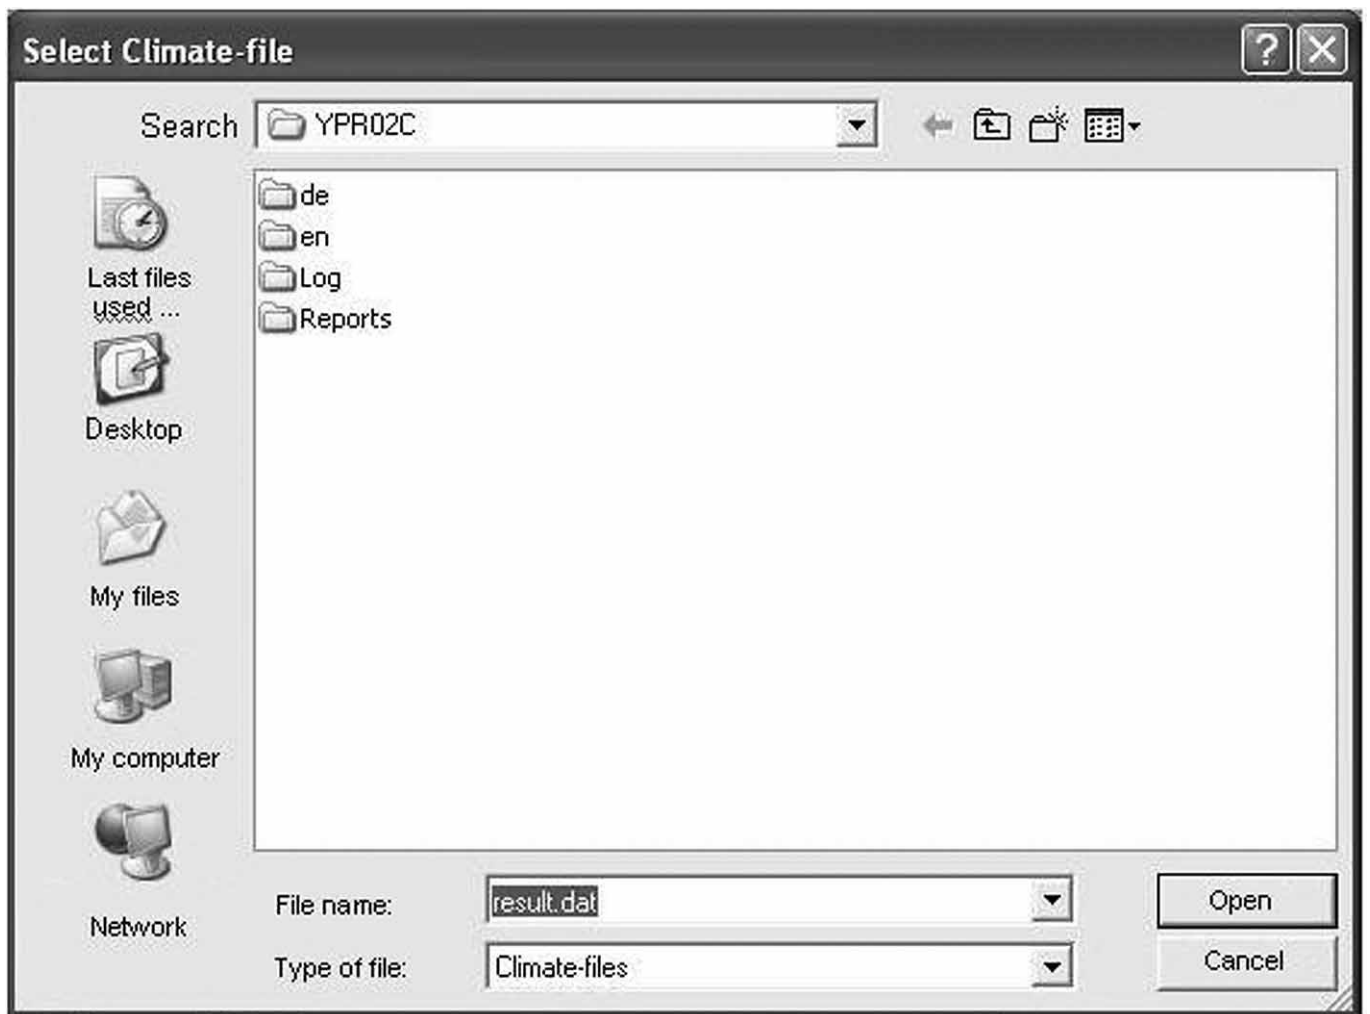 Select Climate-file
Search
YPR02C
de
en
Log
Reports
Last files
used ...
Desktop
My files
My computer
Network
File name:
result.dat
Open
Type of file:
Climate-files
Cancel